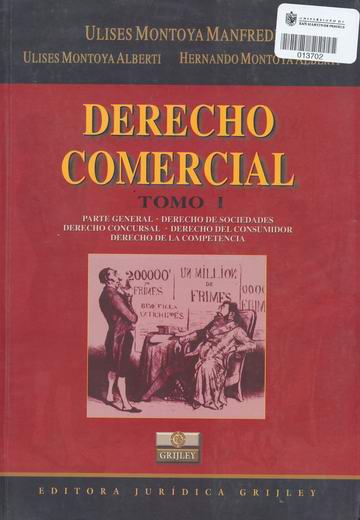 ULISES MONTOYA MANFREDI
ULISES MONTOYA ALBERTI HERNANDO MONTOYA ALBERTI
013702
DERECHO
COMERCIAL
TOMO I
PARTE GENERAL · DERECHO DE SOCIEDADES
DERECHO CONCURSAL · DERECHO DEL CONSUMIDOR
DERECHO DE LA COMPETENCIA
200000'
DE
FRIMES
UN MILLION
DE
FRIMES
GRIJLEY
EDITORA JURÍDICA GRIJLEY